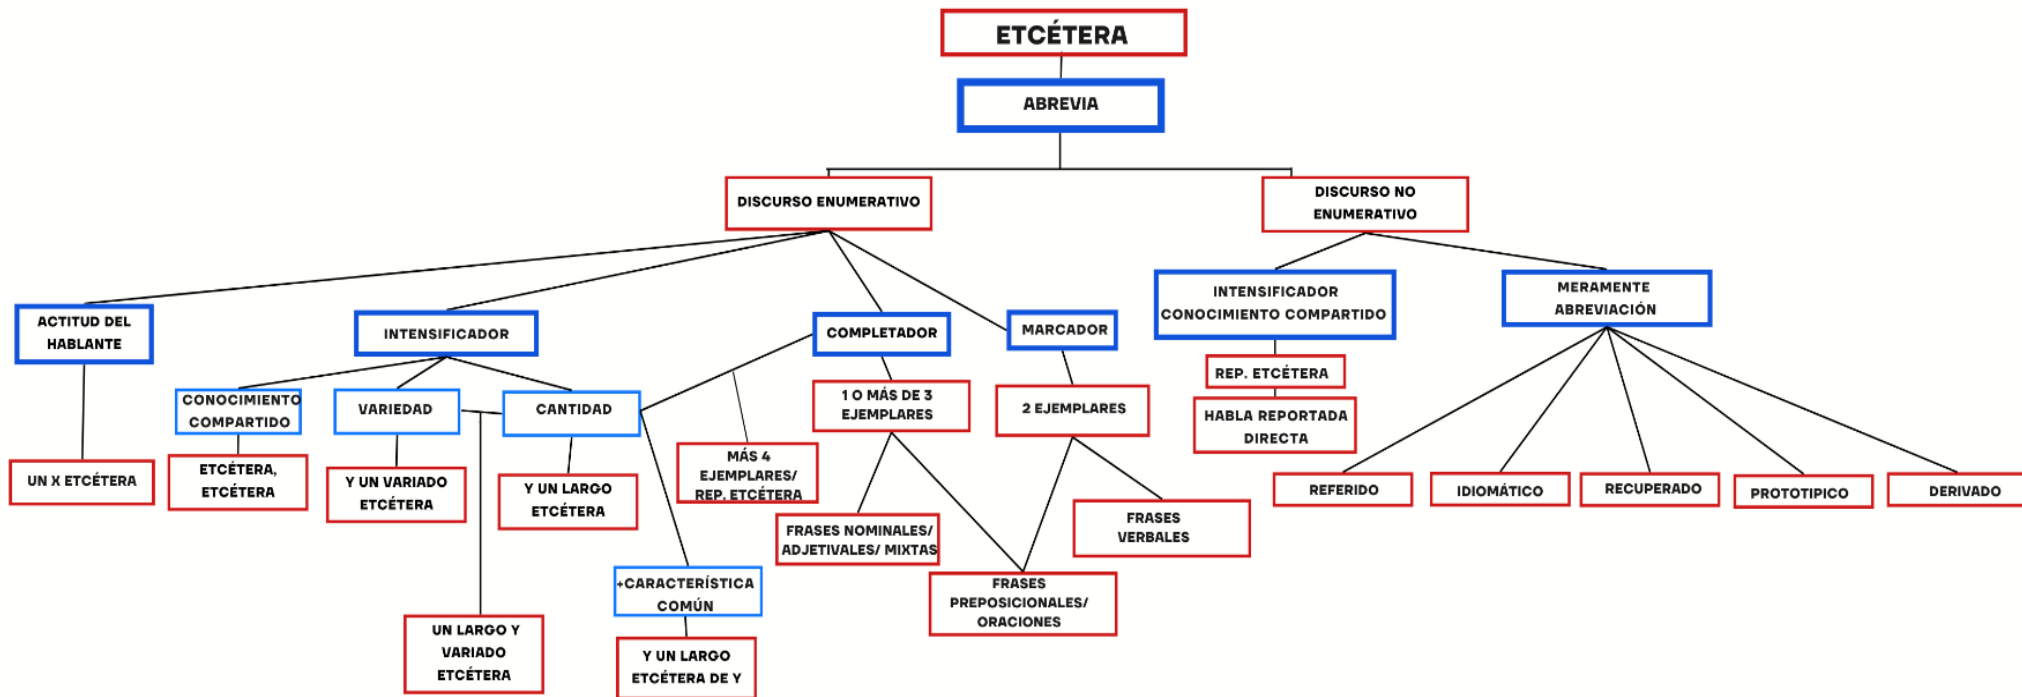 ETCÉTERA
ABREVIA
DISCURSO ENUMERATIVO
DISCURSO NO
ENUMERATIVO
ACTITUD DEL
HABLANTE
INTENSIFICADOR
COMPLETADOR
MARCADOR
INTENSIFICADOR
CONOCIMIENTO COMPARTIDO
MERAMENTE
ABREVIACIÓN
CONOCIMIENTO
COMPARTIDO
VARIEDAD
CANTIDAD
1 O MÁS DE 3
EJEMPLARES
2 EJEMPLARES
REP. ETCÉTERA
HABLA REPORTADA
DIRECTA
UN X ETCÉTERA
ETCÉTERA,
ETCÉTERA
Y UN VARIADO
ETCÉTERA
Y UN LARGO
ETCÉTERA
MÁS 4
EJEMPLARES/
REP. ETCÉTERA
FRASES NOMINALES/
ADJETIVALES/ MIXTAS
FRASES
VERBALES
REFERIDO
IDIOMÁTICO
RECUPERADO
PROTOTIPICO
DERIVADO
+CARACTERÍSTICA
COMÚN
FRASES
PREPOSICIONALES/
ORACIONES
UN LARGO Y
VARIADO
ETCÉTERA
Y UN LARGO
ETCÉTERA DE Y